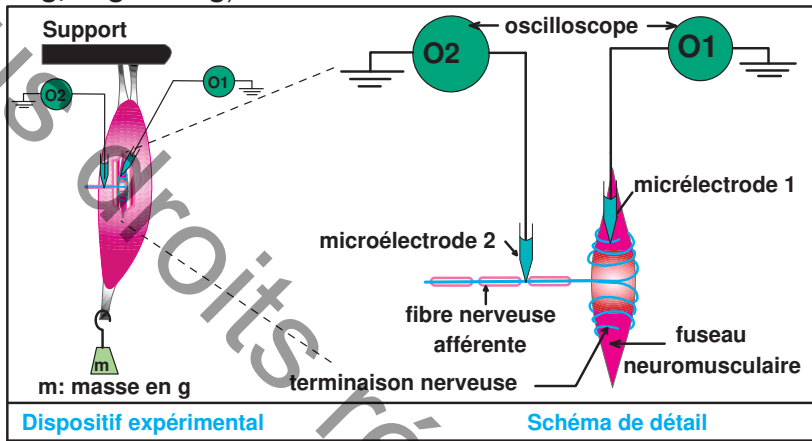 Support
oscilloscope
O2
O1
O2
O1
micrélectrode 1
microélectrode 2
fibre nerveuse
afférente
fuseau
neuromusculaire
terminaison nerveuse
m
m: masse en g
Dispositif expérimental
Schéma de détail
droits